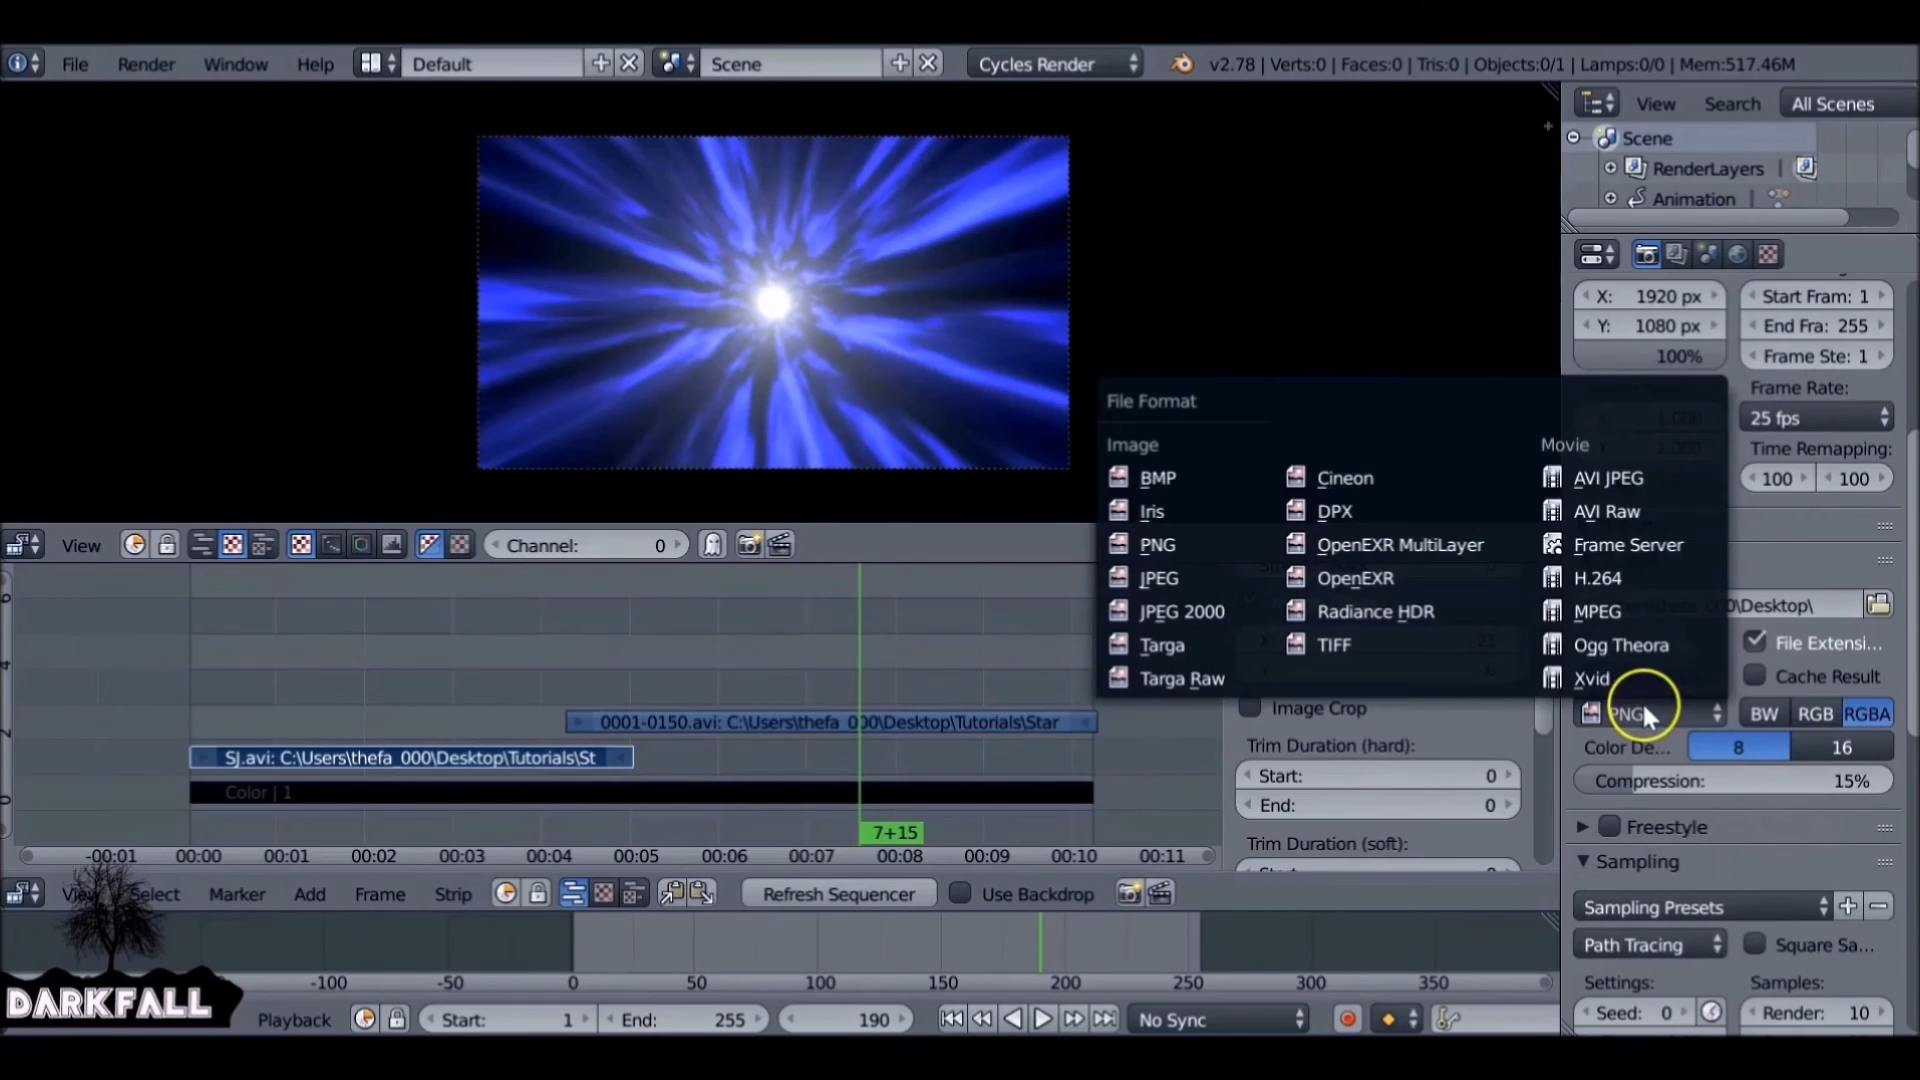 File Render Window Help Default Scene Cycles Render v2.78 | Verts:0 | Faces:0 | Tris:0 | Objects:0/1 | Lamps:0/0 | Mem:517.46M
View Search All Scenes
Scene
RenderLayers
Animation
X: 1920 px Start Fram: 1
Y: 1080 px End Fra: 255
100% Frame Ste: 1
Frame Rate:
25 fps
Time Remapping:
100 100
File Format
Image Movie
BMP Cineon AVI JPEG
Iris DPX AVI Raw
PNG OpenEXR MultiLayer Frame Server
JPEG OpenEXR H.264
JPEG 2000 Radiance HDR MPEG
Targa TIFF Ogg Theora
Targa Raw Xvid
View Channel: 0
000\Desktop\
File Extensi...
Cache Result
PNG BW RGB RGBA
Color De... 8 16
Compression: 15%
Freestyle
Sampling
Sampling Presets
Path Tracing Square Sa...
Settings: Samples:
Seed: 0 Render: 10
Image Crop
Trim Duration (hard):
Start: 0
End: 0
Trim Duration (soft):
6
4
2
0
0001-0150.avi: C:\Users\thefa_000\Desktop\Tutorials\Star
SJ.avi: C:\Users\thefa_000\Desktop\Tutorials\St
Color | 1
7+15
-00:01 00:00 00:01 00:02 00:03 00:04 00:05 00:06 00:07 00:08 00:09 00:10 00:11
View Select Marker Add Frame Strip Refresh Sequencer Use Backdrop
-100 -50 0 50 100 150 200 250 300 350
DARKFALL
Playback Start: 1 End: 255 190 No Sync